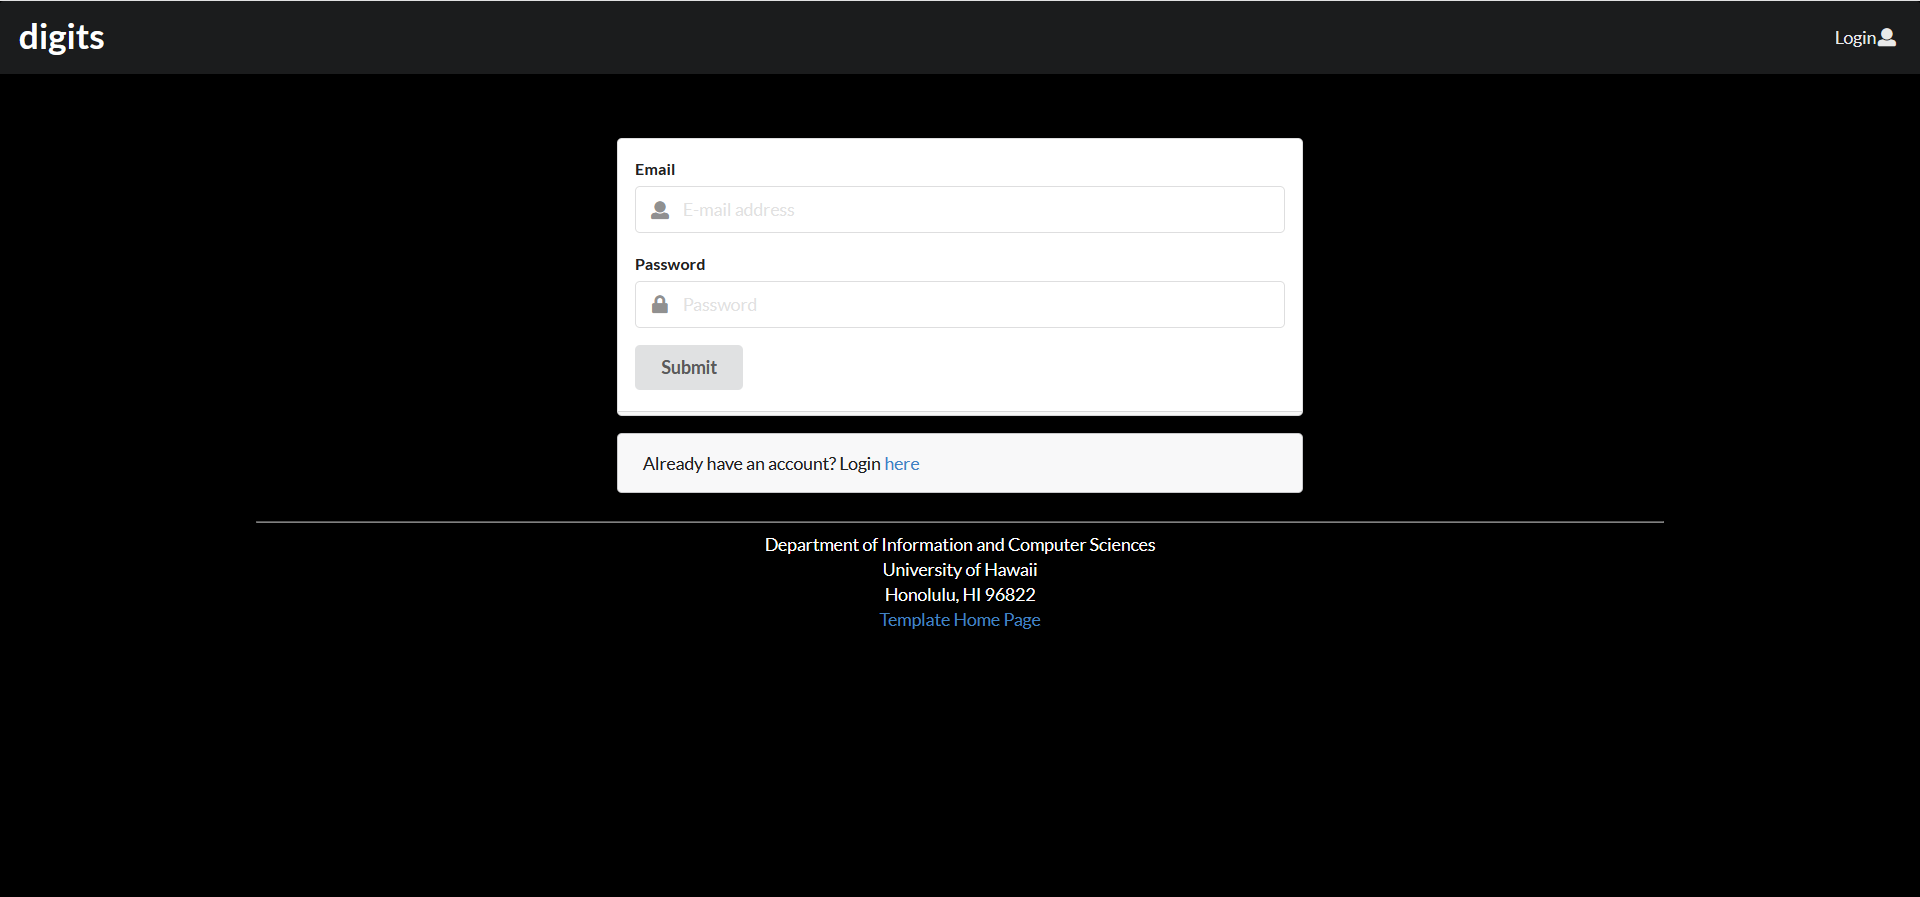 digits
Login
Email
E-mail address
Password
Password
Submit
Already have an account? Login here
Department of Information and Computer Sciences
University of Hawaii
Honolulu, HI 96822
Template Home Page